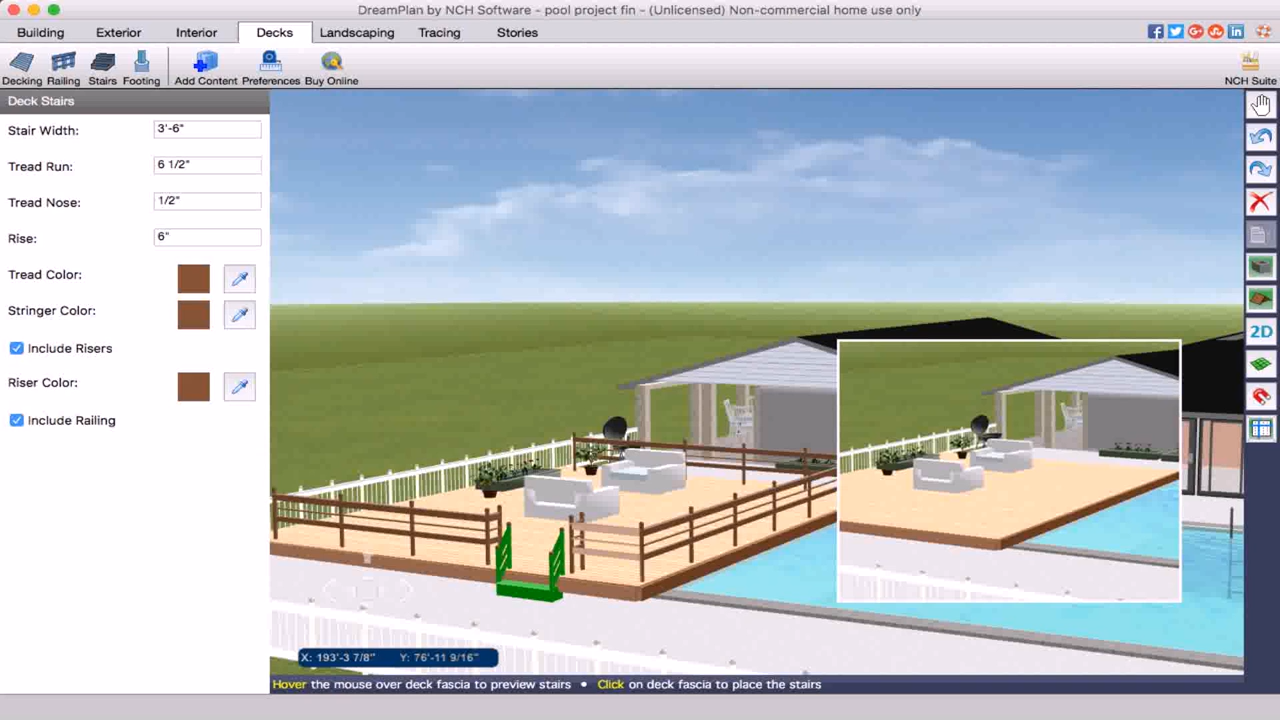 DreamPlan by NCH Software - pool project fin - (Unlicensed) Non-commercial home use only
Building Exterior Interior Decks Landscaping Tracing Stories
Decking Railing Stairs Footing Add Content Preferences Buy Online NCH Suite
Deck Stairs
Stair Width: 3'-6"
Tread Run: 6 1/2"
Tread Nose: 1/2"
Rise: 6"
Tread Color:
Stringer Color:
Include Risers
Riser Color:
Include Railing
2D
X: 193'-3 7/8" Y: 76'-11 9/16"
Hover the mouse over deck fascia to preview stairs • Click on deck fascia to place the stairs